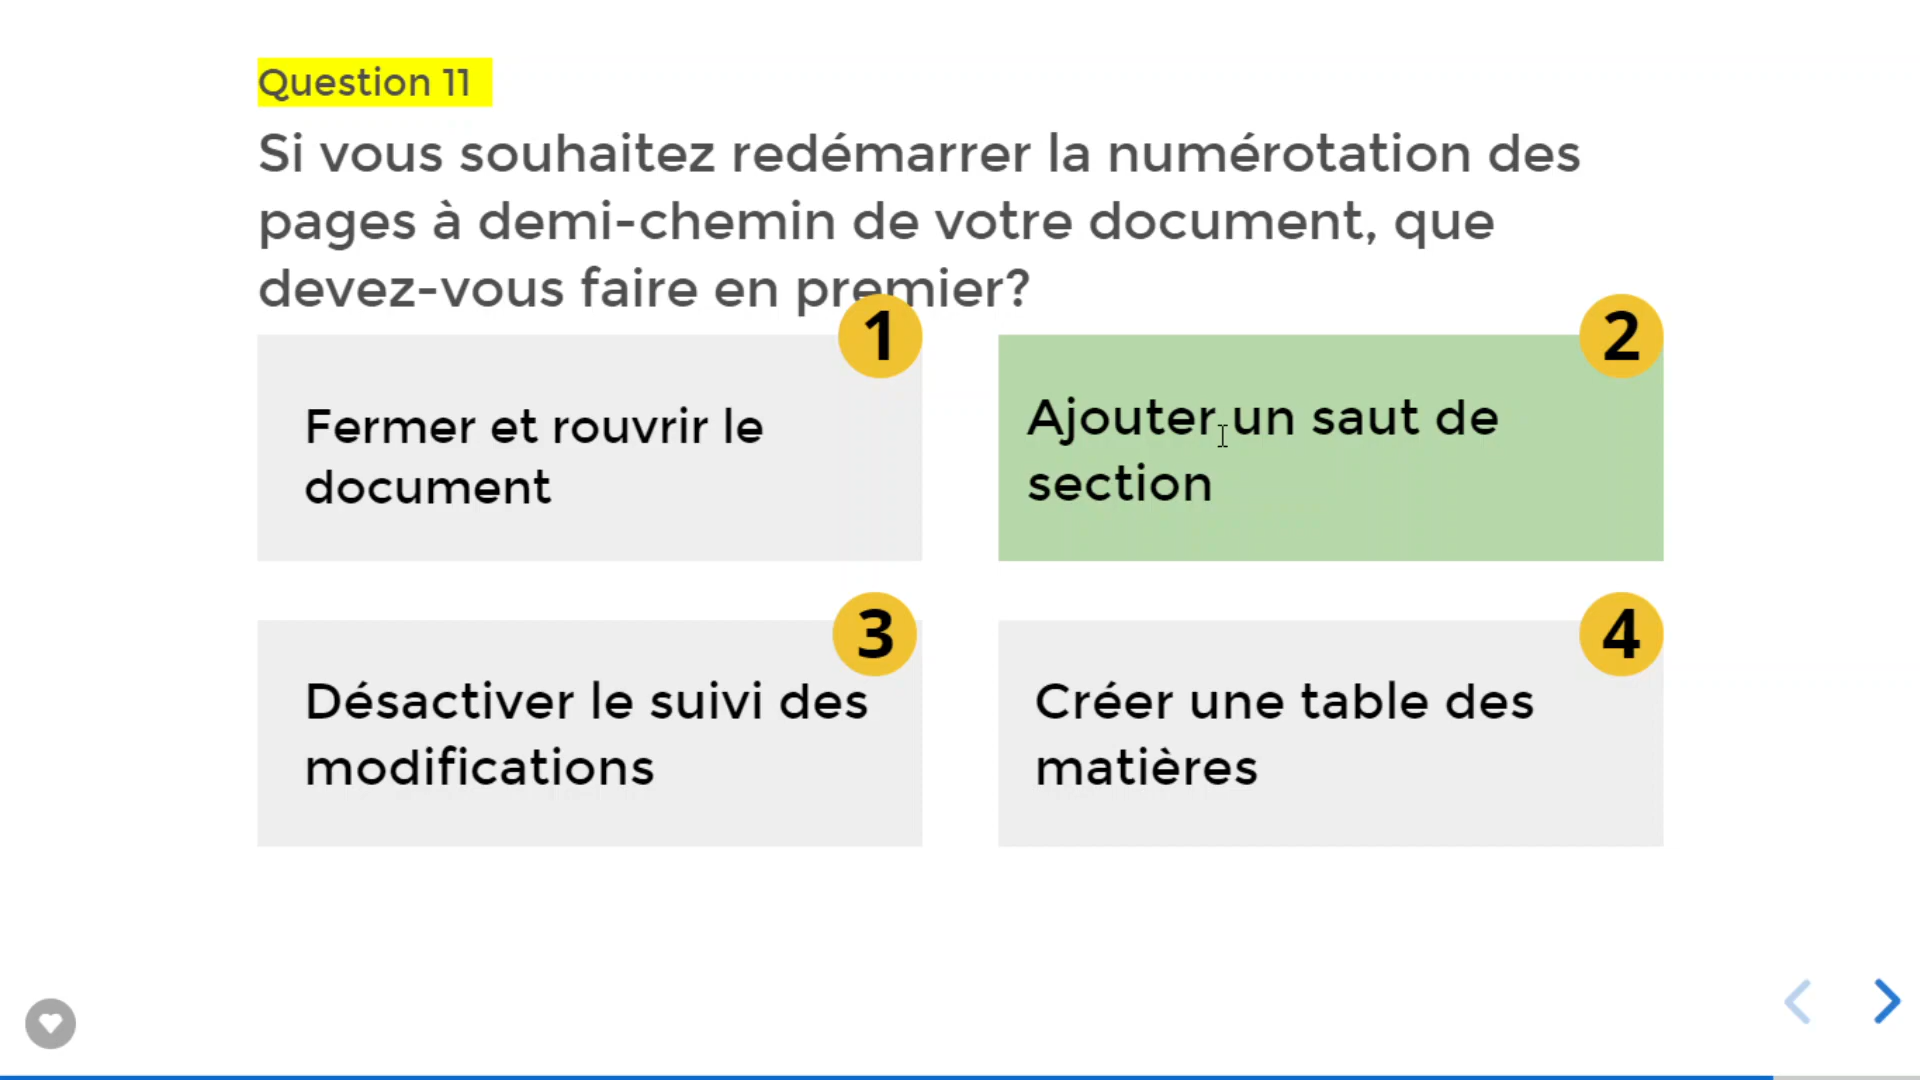 Question 11
Si vous souhaitez redémarrer la numérotation des
pages à demi-chemin de votre document, que
devez-vous faire en premier?
1
Fermer et rouvrir le
document
2
Ajouter un saut de
section
3
Désactiver le suivi des
modifications
4
Créer une table des
matières